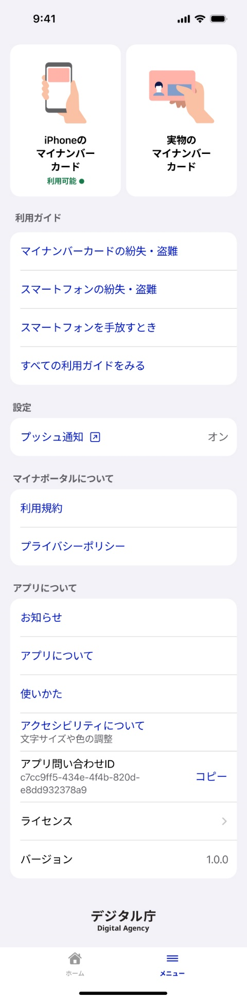 9:41
iPhoneの
マイナンバー
カード
利用可能
実物の
マイナンバー
カード
利用ガイド
マイナンバーカードの紛失・盗難
スマートフォンの紛失・盗難
スマートフォンを手放すとき
すべての利用ガイドをみる
設定
プッシュ通知 オン
マイナポータルについて
利用規約
プライバシーポリシー
アプリについて
お知らせ
アプリについて
使いかた
アクセシビリティについて
文字サイズや色の調整
アプリ問い合わせID
c7cc9ff5-434e-4f4b-820d-
e8dd932378a9
コピー
ライセンス
バージョン 1.0.0
デジタル庁
Digital Agency
ホーム
メニュー